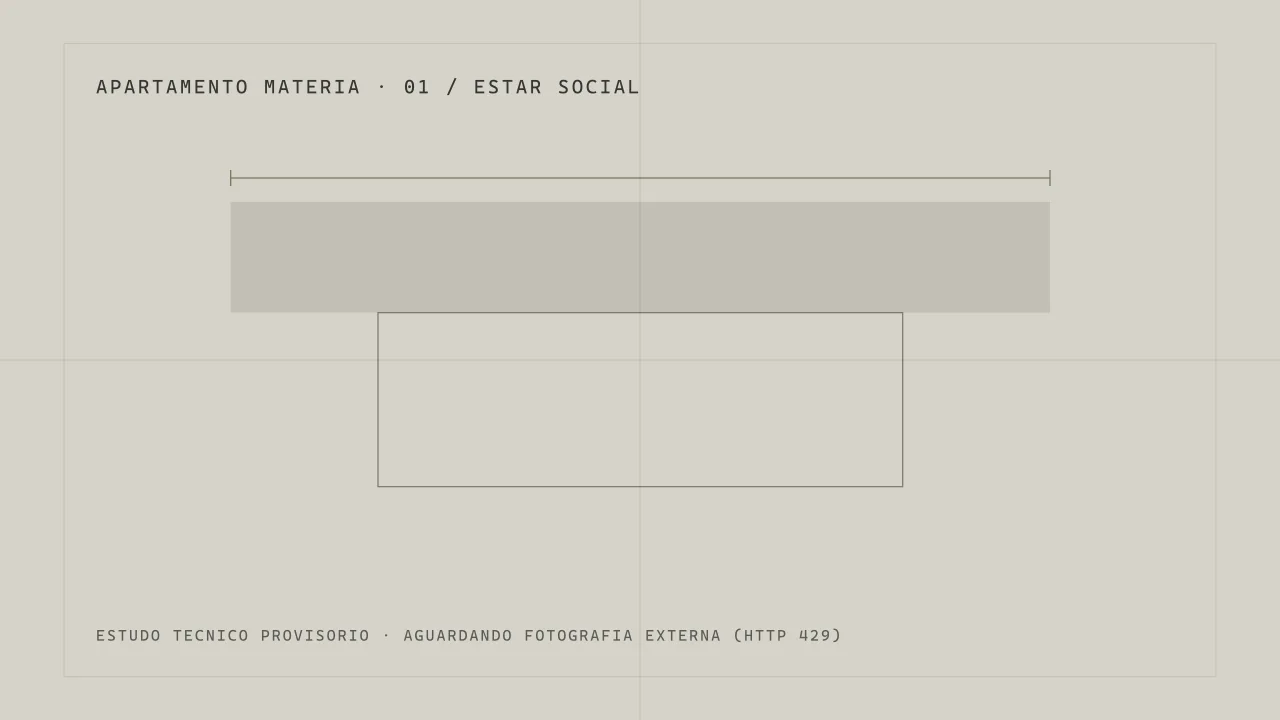 APARTAMENTO MATERIA · 01 / ESTAR SOCIAL
ESTUDO TECNICO PROVISORIO · AGUARDANDO FOTOGRAFIA EXTERNA (HTTP 429)